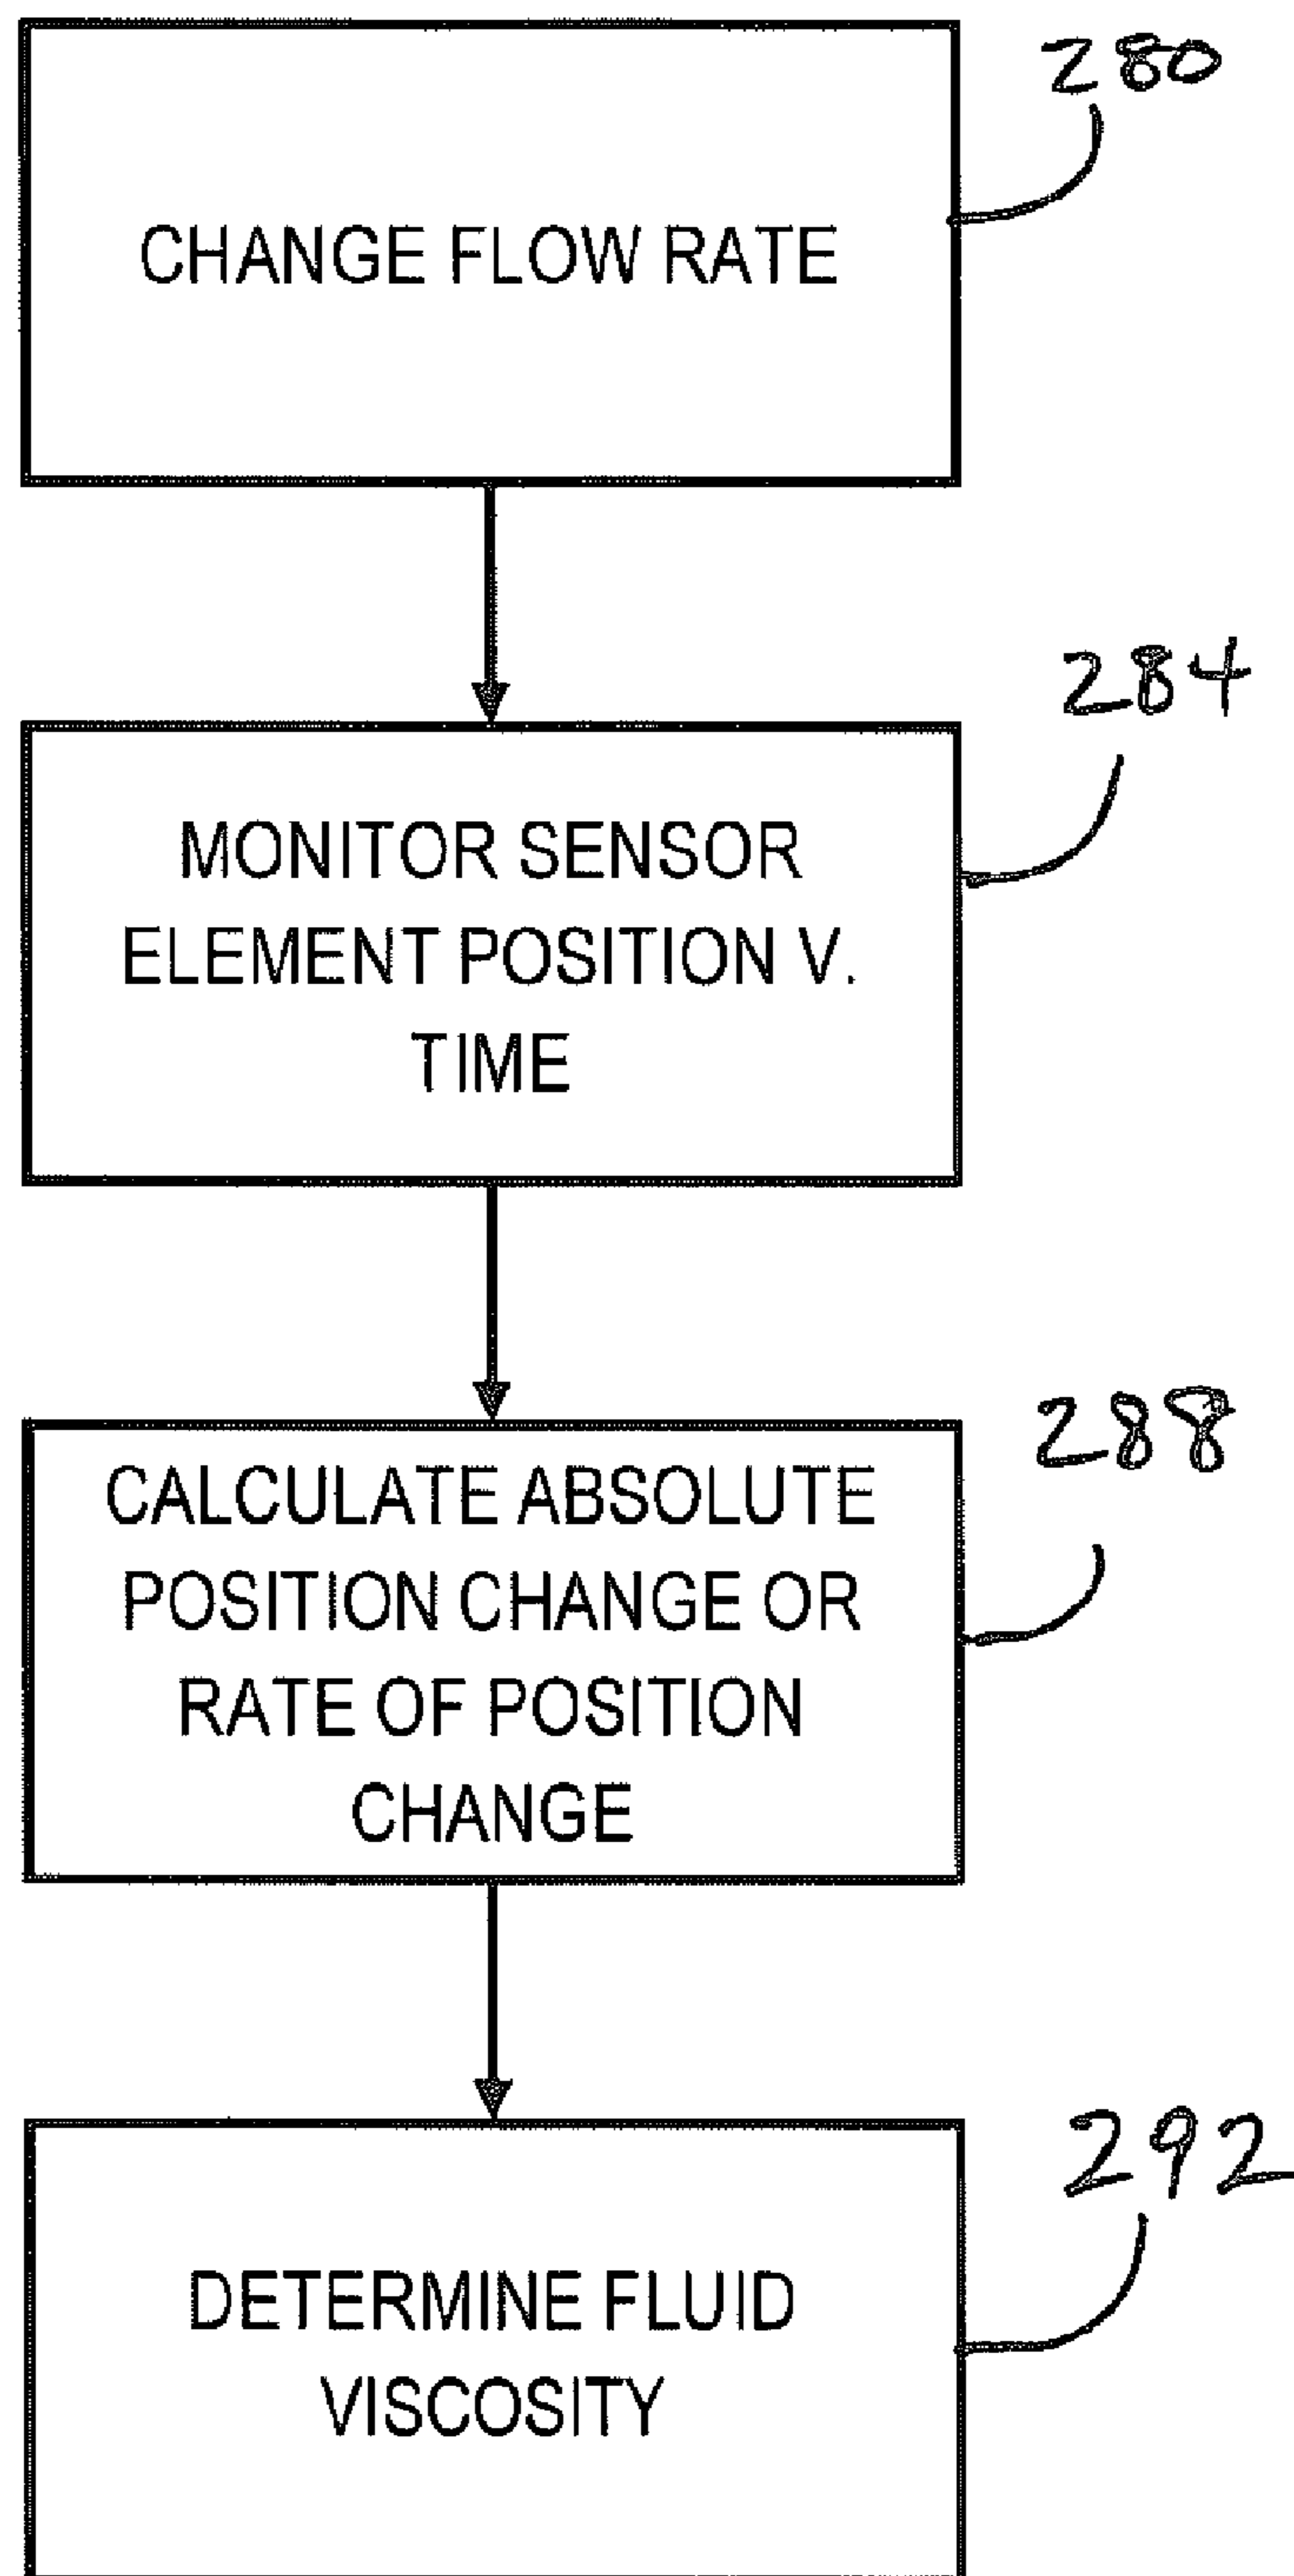 280
CHANGE FLOW RATE
284
MONITOR SENSOR
ELEMENT POSITION V.
TIME
288
CALCULATE ABSOLUTE
POSITION CHANGE OR
RATE OF POSITION
CHANGE
292
DETERMINE FLUID
VISCOSITY